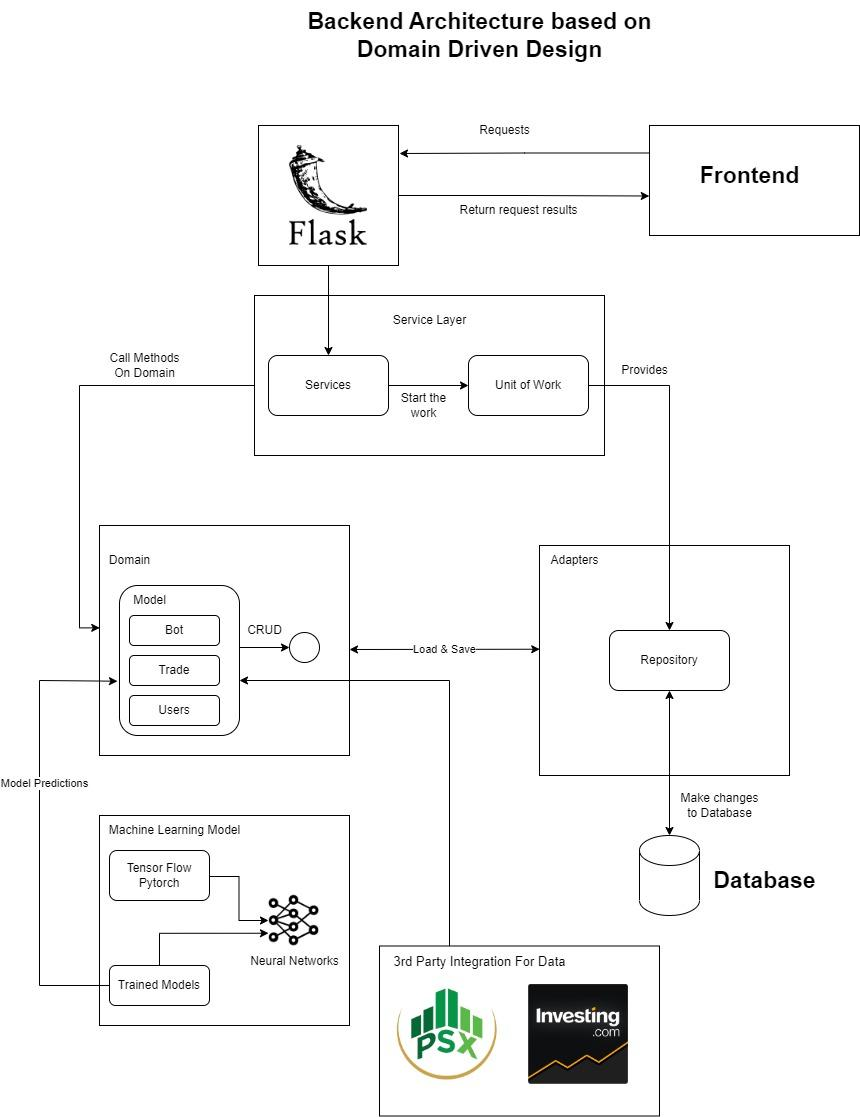 Backend Architecture based on
Domain Driven Design
Requests
Frontend
Flask
Return request results
Service Layer
Call Methods
On Domain
Services
Start the
work
Unit of Work
Provides
Domain
Model
Bot
Trade
Users
CRUD
Load & Save
Adapters
Repository
Model Predictions
Make changes
to Database
Database
Machine Learning Model
Tensor Flow
Pytorch
Neural Networks
Trained Models
3rd Party Integration For Data
PSX
Investing
.com